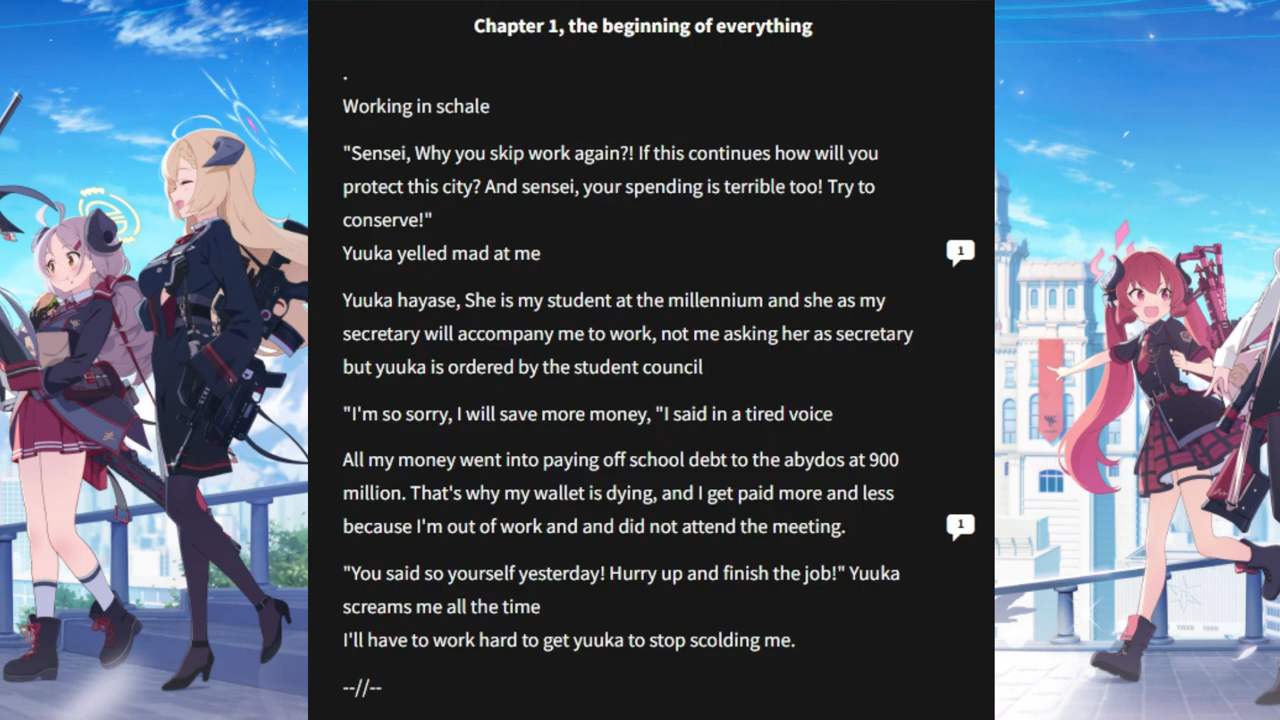 Chapter 1, the beginning of everything
.
Working in schale
"Sensei, Why you skip work again?! If this continues how will you
protect this city? And sensei, your spending is terrible too! Try to
conserve!"
Yuuka yelled mad at me
1
Yuuka hayase, She is my student at the millennium and she as my
secretary will accompany me to work, not me asking her as secretary
but yuuka is ordered by the student council
"I'm so sorry, I will save more money, "I said in a tired voice
All my money went into paying off school debt to the abydos at 900
million. That's why my wallet is dying, and I get paid more and less
because I'm out of work and and did not attend the meeting.
1
"You said so yourself yesterday! Hurry up and finish the job!" Yuuka
screams me all the time
I'll have to work hard to get yuuka to stop scolding me.
--//--